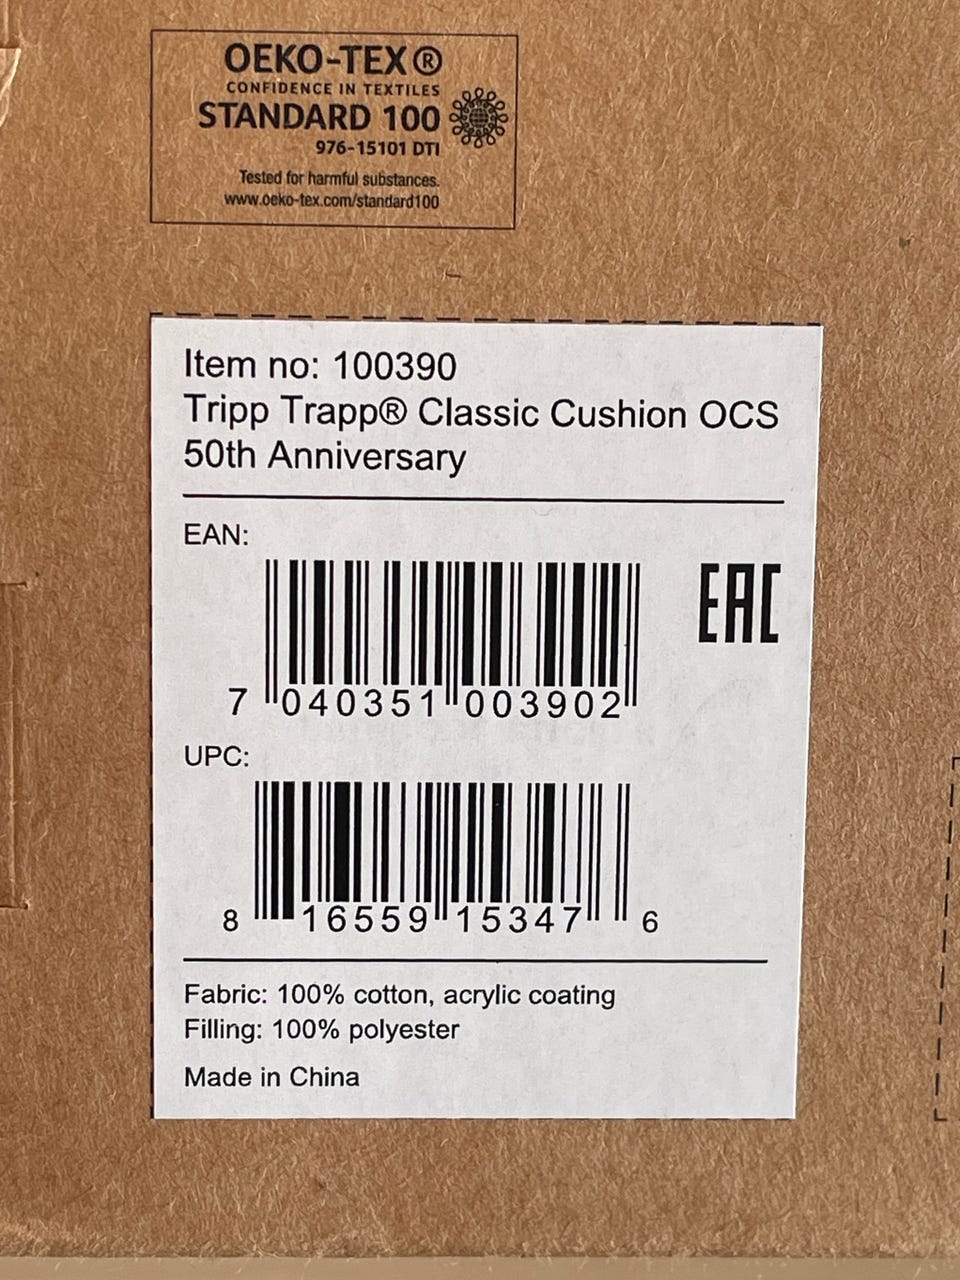 OEKO-TEX®
CONFIDENCE IN TEXTILES
STANDARD 100
976-15101 DTI
Tested for harmful substances.
www.oeko-tex.com/standard100
Item no: 100390
Tripp Trapp® Classic Cushion OCS
50th Anniversary
EAN:
EAC
7 040351 003902
UPC:
8 16559 15347 6
Fabric: 100% cotton, acrylic coating
Filling: 100% polyester
Made in China